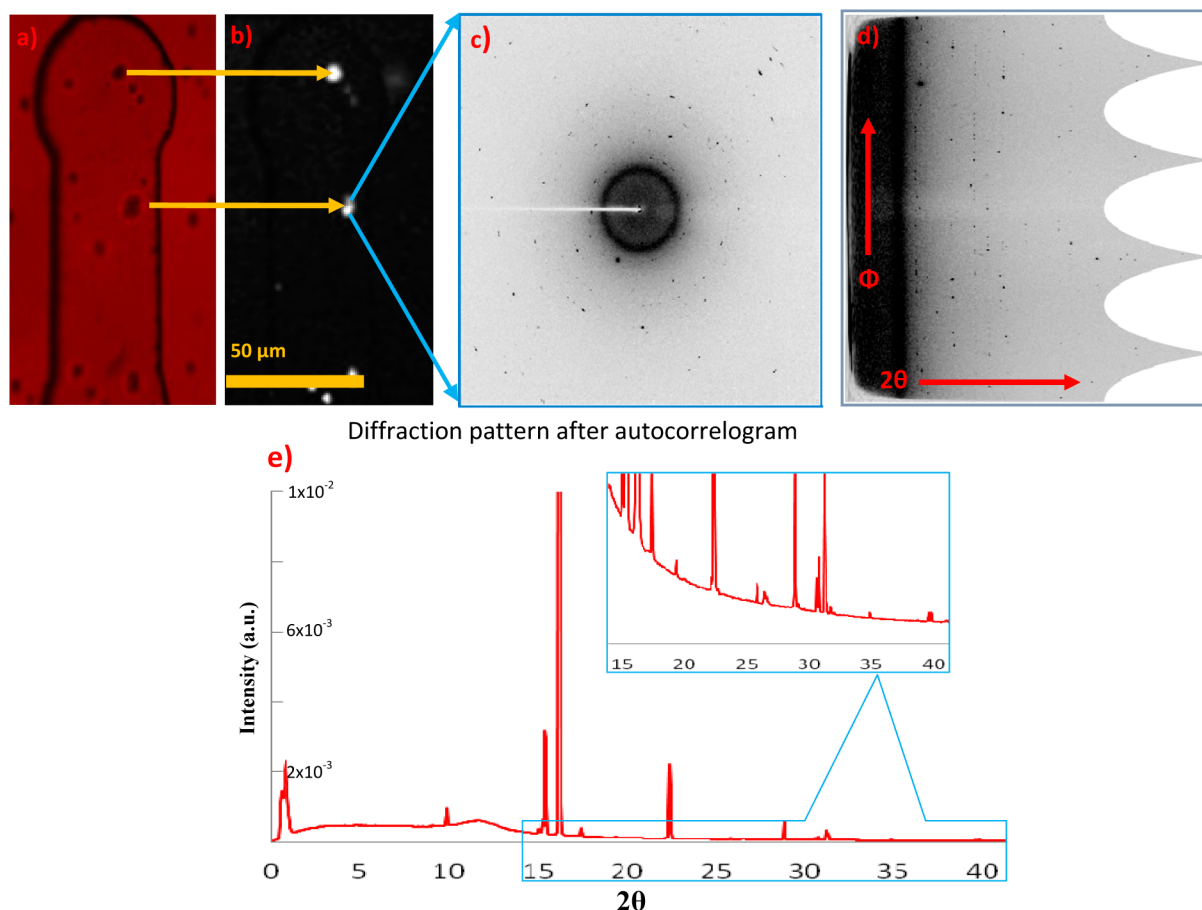 a)
b)
c)
d)
50 µm
Φ
2θ
Diffraction pattern after autocorrelogram
e)
1x10⁻²
6x10⁻³
2x10⁻³
Intensity (a.u.)
15 20 25 30 35 40
0 5 10 15 20 25 30 35 40
2θ